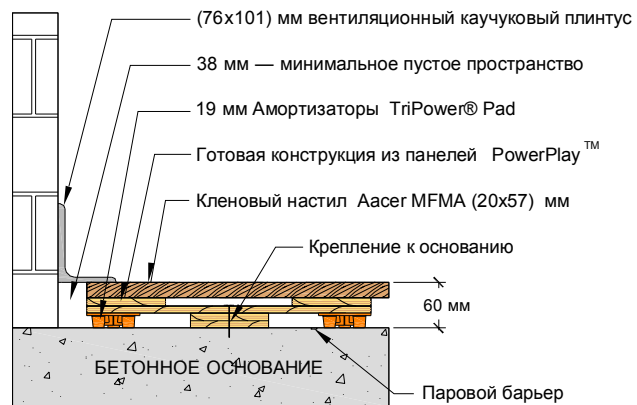 (76x101) мм вентиляционный каучуковый плинтус
38 мм — минимальное пустое пространство
19 мм Амортизаторы TriPower® Pad
Готовая конструкция из панелей PowerPlay™
Кленовый настил Aacer MFMA (20x57) мм
Крепление к основанию
60 мм
БЕТОННОЕ ОСНОВАНИЕ
Паровой барьер